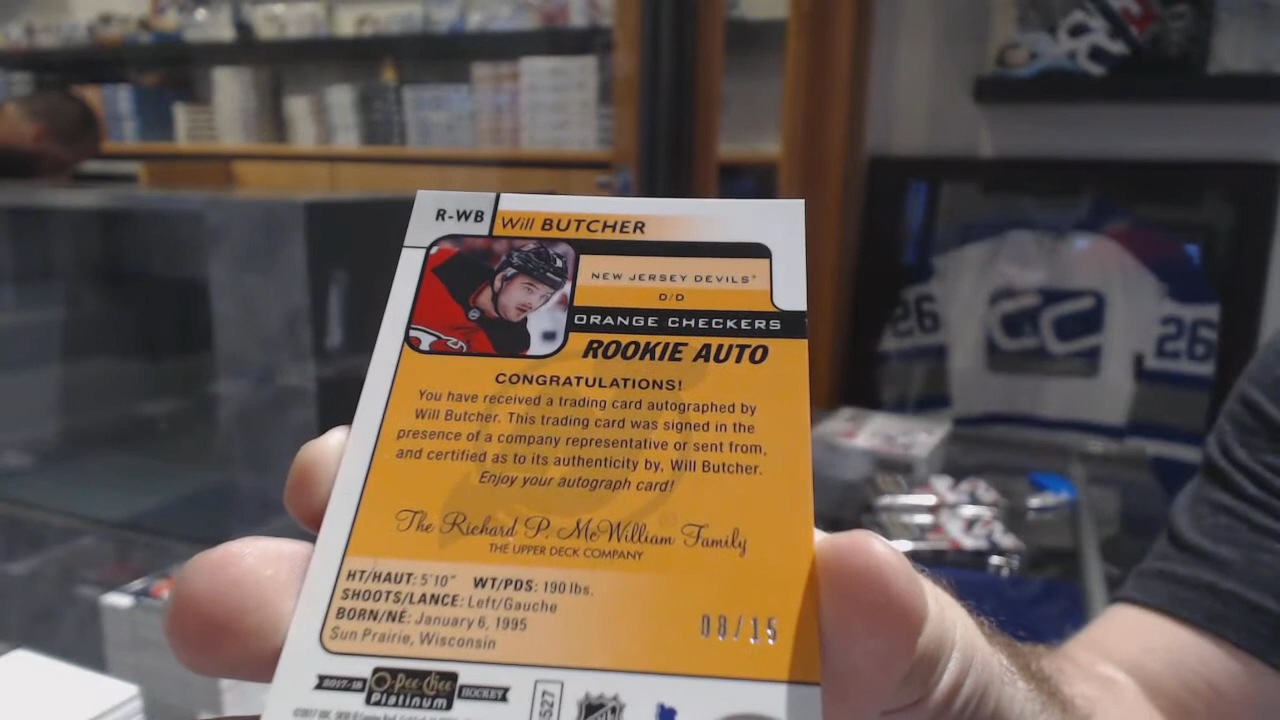 R-WB
Will BUTCHER
NEW JERSEY DEVILS
D/D
ORANGE CHECKERS
ROOKIE AUTO
CONGRATULATIONS!
You have received a trading card autographed by
Will Butcher. This trading card was signed in the
presence of a company representative or sent from,
and certified as to its authenticity by, Will Butcher.
Enjoy your autograph card!
The Richard P. McWilliam Family
THE UPPER DECK COMPANY
HT/HAUT: 5'10" WT/PDS: 190 lbs.
SHOOTS/LANCE: Left/Gauche
BORN/NÉ: January 6, 1995
Sun Prairie, Wisconsin
08/15
2017-18 O-Pee-Chee Platinum HOCKEY
NHL
26
CC
26